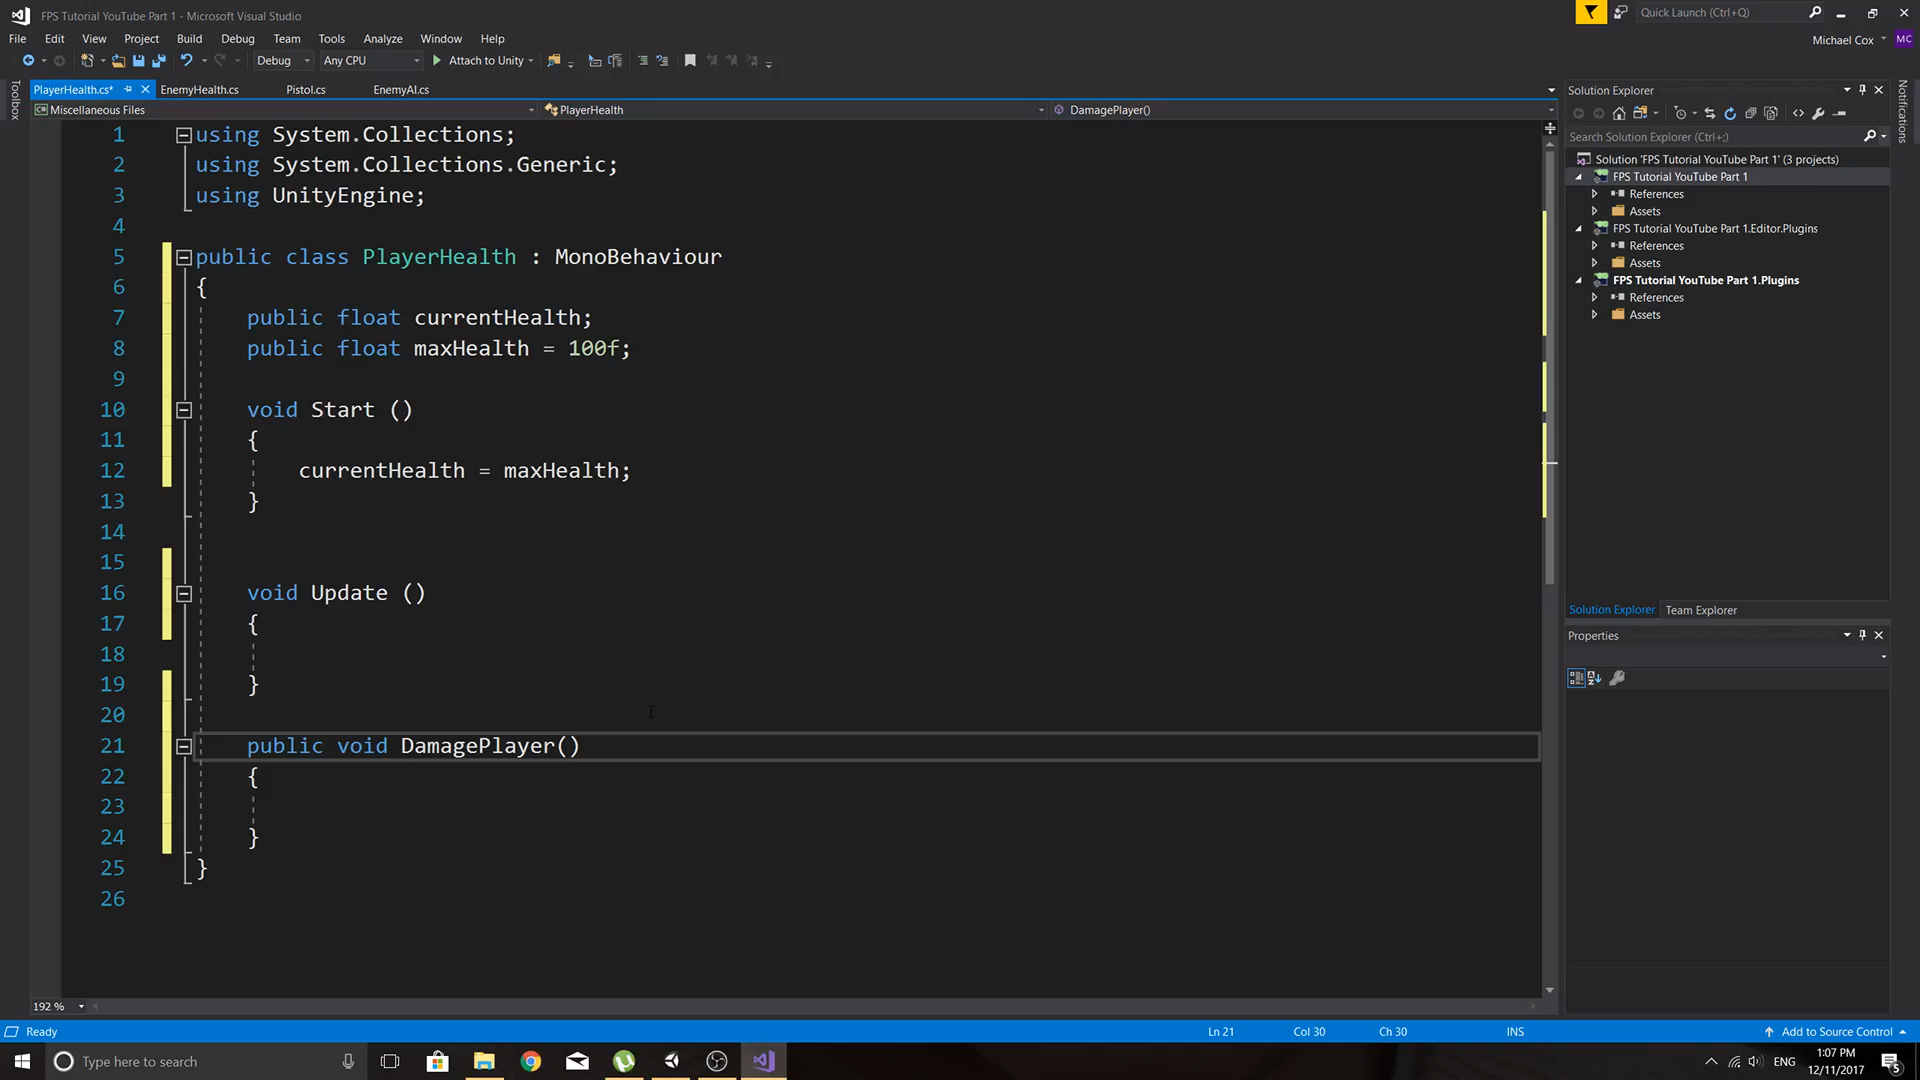 FPS Tutorial YouTube Part 1 - Microsoft Visual Studio
Quick Launch (Ctrl+Q)
File Edit View Project Build Debug Team Tools Analyze Window Help
Michael Cox MC
Debug Any CPU Attach to Unity
Toolbox
PlayerHealth.cs* EnemyHealth.cs Pistol.cs EnemyAI.cs
Miscellaneous Files PlayerHealth DamagePlayer()
1 using System.Collections;
2 using System.Collections.Generic;
3 using UnityEngine;
4
5 public class PlayerHealth : MonoBehaviour
6 {
7 public float currentHealth;
8 public float maxHealth = 100f;
9
10 void Start ()
11 {
12 currentHealth = maxHealth;
13 }
14
15
16 void Update ()
17 {
18
19 }
20
21 public void DamagePlayer()
22 {
23
24 }
25 }
26
192 %
Solution Explorer
Notifications
Search Solution Explorer (Ctrl+;)
Solution 'FPS Tutorial YouTube Part 1' (3 projects)
FPS Tutorial YouTube Part 1
References
Assets
FPS Tutorial YouTube Part 1.Editor.Plugins
References
Assets
FPS Tutorial YouTube Part 1.Plugins
References
Assets
Solution Explorer Team Explorer
Properties
Ready Ln 21 Col 30 Ch 30 INS Add to Source Control
Type here to search
ENG
1:07 PM
12/11/2017
5